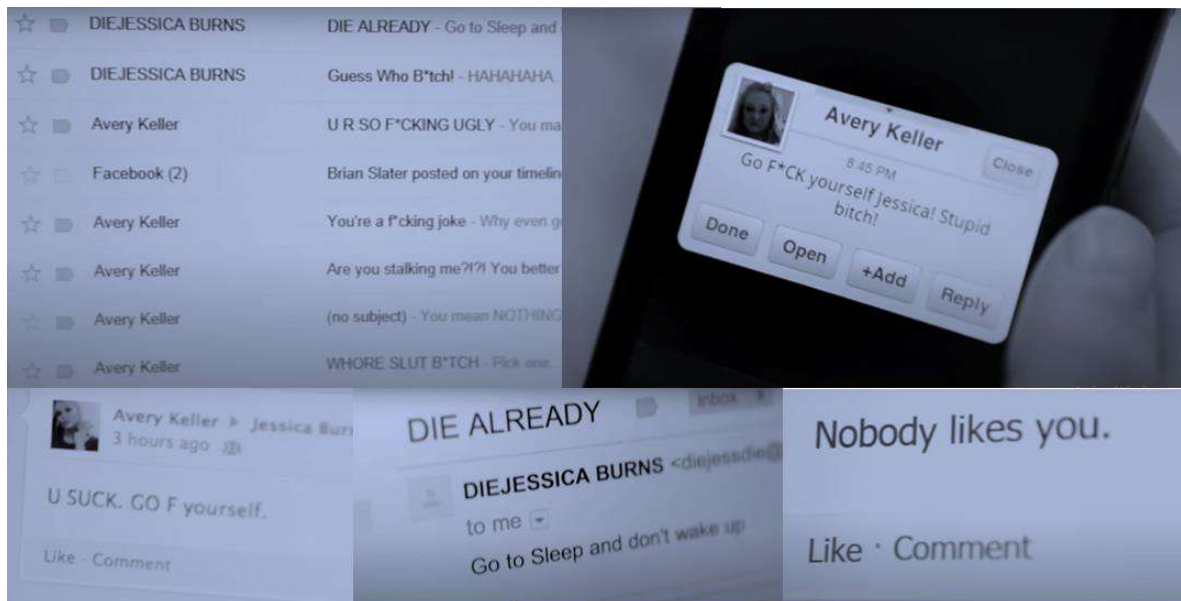 DIEJESSICA BURNS DIE ALREADY - Go to Sleep and
DIEJESSICA BURNS Guess Who B*tch! - HAHAHAHA.
Avery Keller U R SO F*CKING UGLY - You ma
Facebook (2) Brian Slater posted on your timelin
Avery Keller You're a f*cking joke - Why even g
Avery Keller Are you stalking me?!?! You better
Avery Keller (no subject) - You mean NOTHING
Avery Keller WHORE SLUT B*TCH - Pick one.
Avery Keller
Close
8:45 PM
Go F*CK yourself Jessica! Stupid
bitch!
Done Open +Add Reply
Avery Keller Jessica Burn
3 hours ago
U SUCK. GO F yourself.
Like · Comment
DIE ALREADY Inbox x
DIEJESSICA BURNS <diejessdie@
to me
Go to Sleep and don't wake up
Nobody likes you.
Like · Comment